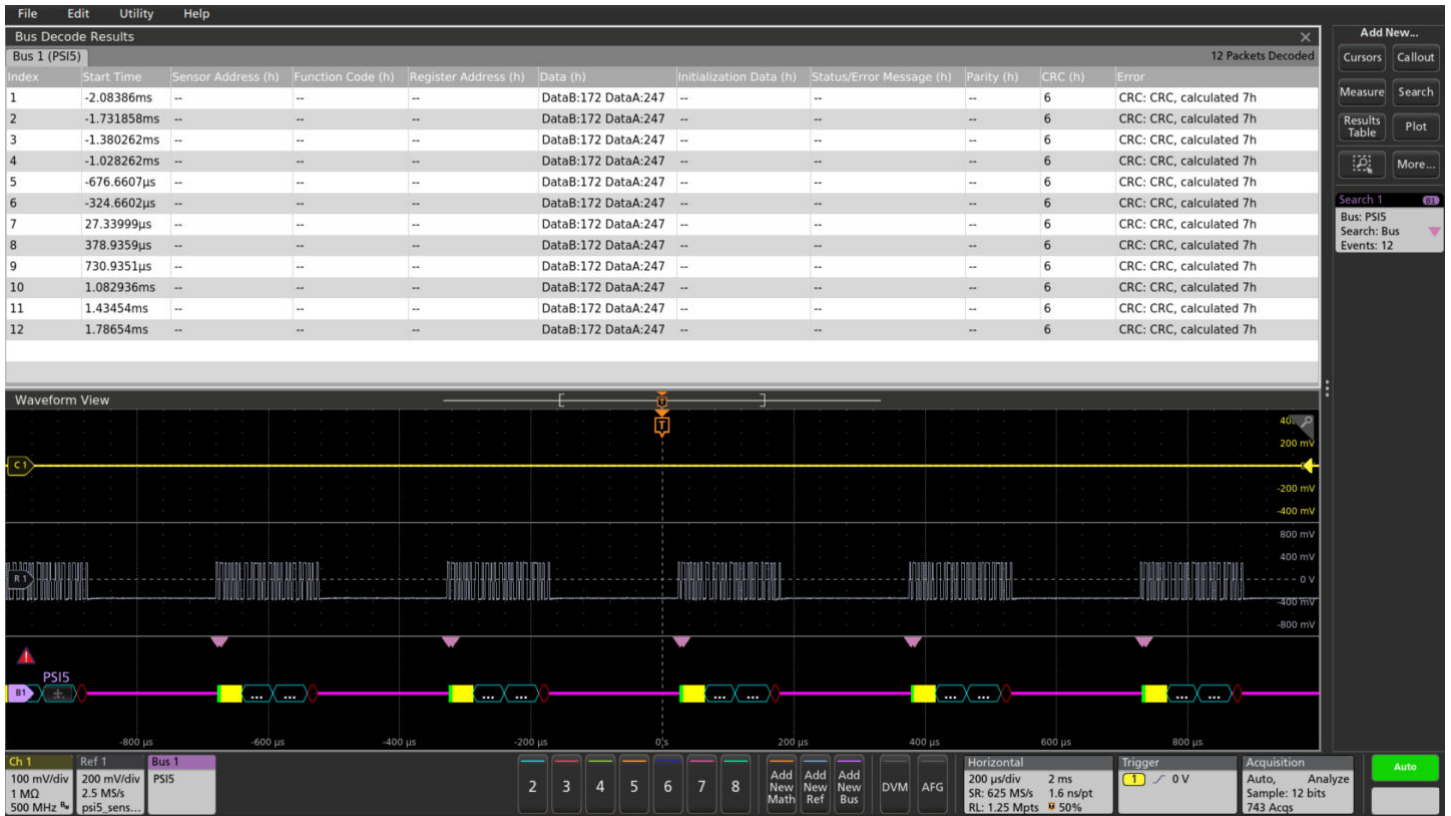 File Edit Utility Help
Bus Decode Results
Bus 1 (PSI5) 12 Packets Decoded
Index Start Time Sensor Address (h) Function Code (h) Register Address (h) Data (h) Initialization Data (h) Status/Error Message (h) Parity (h) CRC (h) Error
1 -2.08386ms -- -- -- DataB:172 DataA:247 -- -- -- 6 CRC: CRC, calculated 7h
2 -1.731858ms -- -- -- DataB:172 DataA:247 -- -- -- 6 CRC: CRC, calculated 7h
3 -1.380262ms -- -- -- DataB:172 DataA:247 -- -- -- 6 CRC: CRC, calculated 7h
4 -1.028262ms -- -- -- DataB:172 DataA:247 -- -- -- 6 CRC: CRC, calculated 7h
5 -676.6607µs -- -- -- DataB:172 DataA:247 -- -- -- 6 CRC: CRC, calculated 7h
6 -324.6602µs -- -- -- DataB:172 DataA:247 -- -- -- 6 CRC: CRC, calculated 7h
7 27.33999µs -- -- -- DataB:172 DataA:247 -- -- -- 6 CRC: CRC, calculated 7h
8 378.9359µs -- -- -- DataB:172 DataA:247 -- -- -- 6 CRC: CRC, calculated 7h
9 730.9351µs -- -- -- DataB:172 DataA:247 -- -- -- 6 CRC: CRC, calculated 7h
10 1.082936ms -- -- -- DataB:172 DataA:247 -- -- -- 6 CRC: CRC, calculated 7h
11 1.43454ms -- -- -- DataB:172 DataA:247 -- -- -- 6 CRC: CRC, calculated 7h
12 1.78654ms -- -- -- DataB:172 DataA:247 -- -- -- 6 CRC: CRC, calculated 7h
Add New...
Cursors Callout
Measure Search
Results Plot
Table
More...
Search 1 B1
Bus: PSI5
Search: Bus
Events: 12
Waveform View
T
T
200 mV
C1
-200 mV
-400 mV
800 mV
400 mV
R1 0 V
-400 mV
-800 mV
PSI5
B1 ... ... ... ... ... ... ... ... ... ...
-800 µs -600 µs -400 µs -200 µs 0 s 200 µs 400 µs 600 µs 800 µs
Ch 1
100 mV/div
1 MΩ
500 MHz
Ref 1
200 mV/div
2.5 MS/s
psi5_sens...
Bus 1
PSI5
2 3 4 5 6 7 8
Add New Math
Add New Ref
Add New Bus
DVM AFG
Horizontal
200 µs/div 2 ms
SR: 625 MS/s 1.6 ns/pt
RL: 1.25 Mpts 50%
Trigger
1 0 V
Acquisition
Auto, Analyze
Sample: 12 bits
743 Acqs
Auto